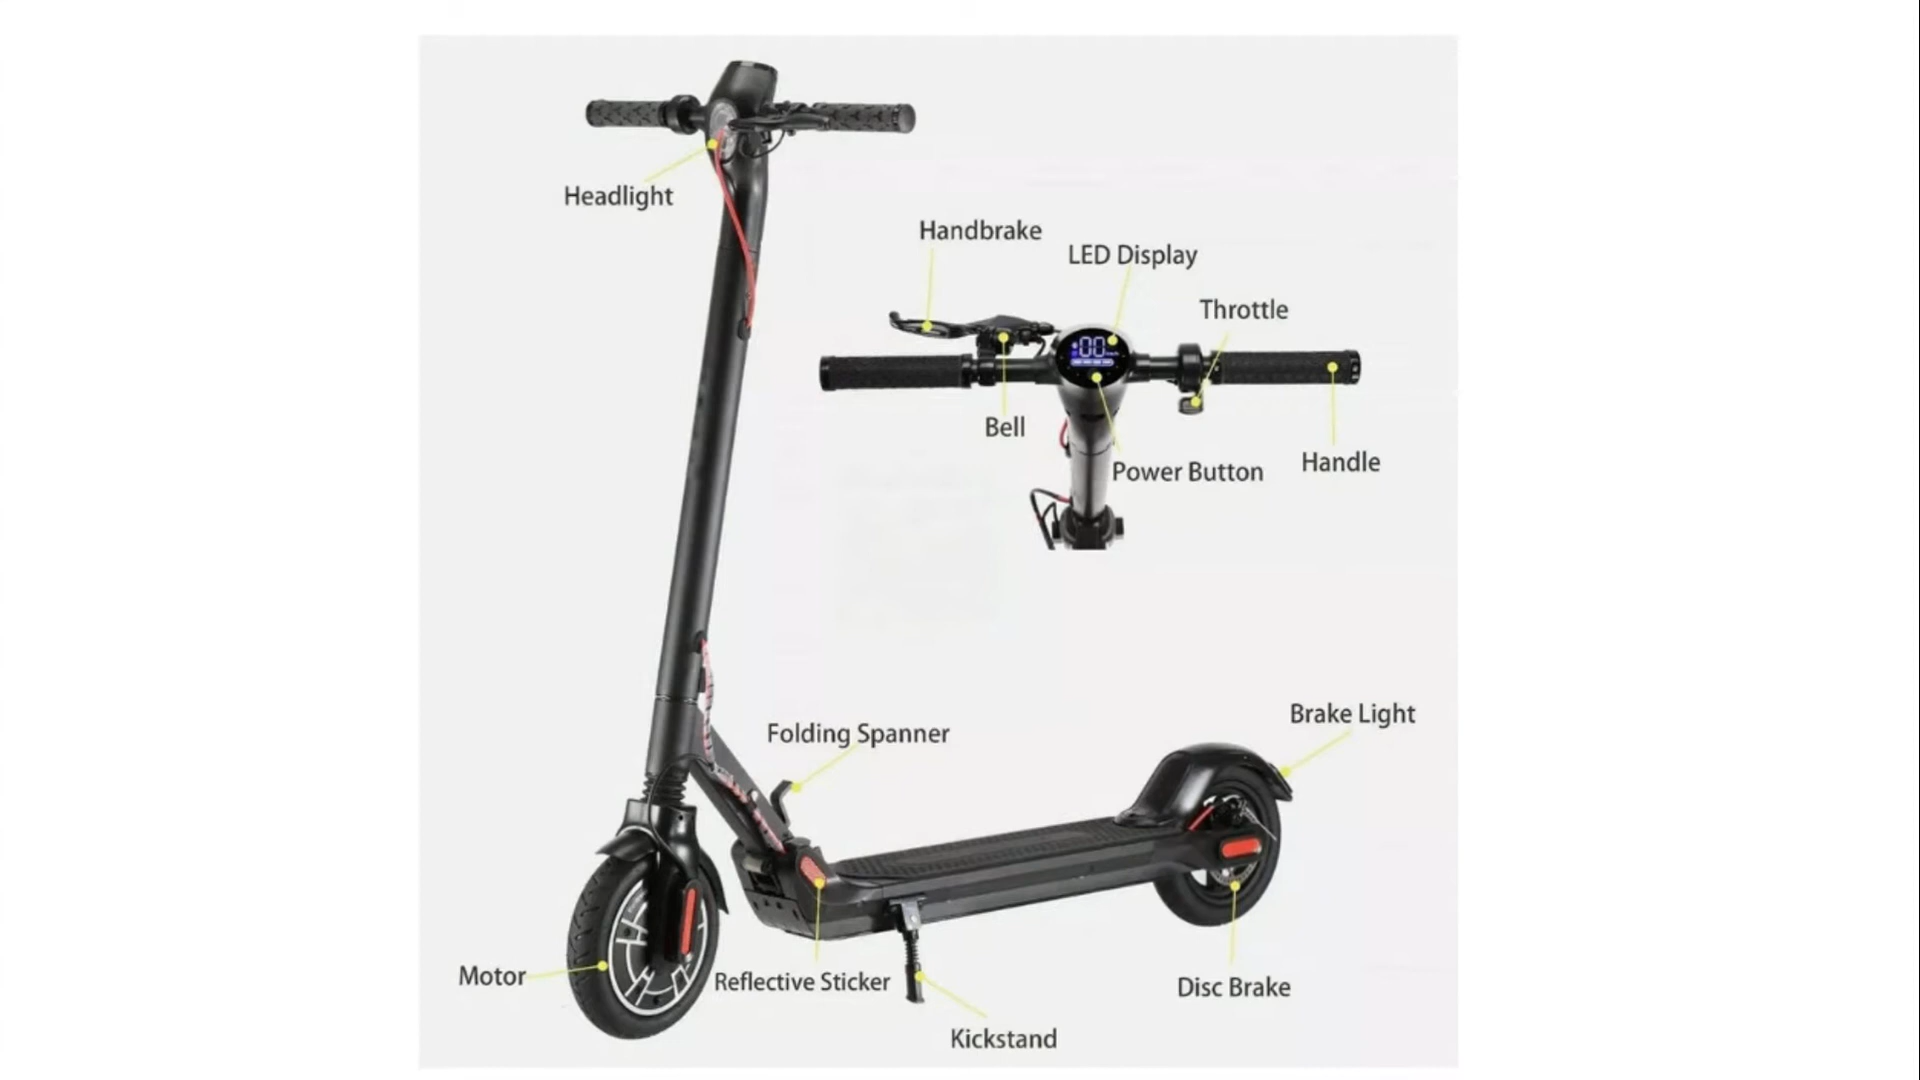 Headlight
Handbrake
LED Display
Throttle
00
Bell
Power Button
Handle
Folding Spanner
Brake Light
Motor
Reflective Sticker
Disc Brake
Kickstand